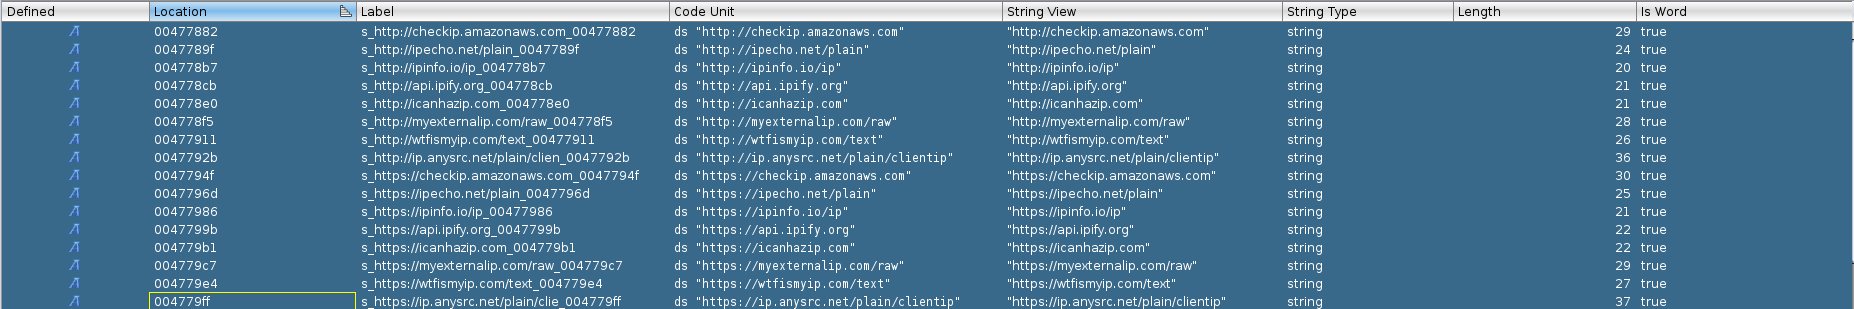 Defined Location Label Code Unit String View String Type Length Is Word
00477882 s_http://checkip.amazonaws.com_00477882 ds "http://checkip.amazonaws.com" "http://checkip.amazonaws.com" string 29 true
0047789f s_http://ipecho.net/plain_0047789f ds "http://ipecho.net/plain" "http://ipecho.net/plain" string 24 true
004778b7 s_http://ipinfo.io/ip_004778b7 ds "http://ipinfo.io/ip" "http://ipinfo.io/ip" string 20 true
004778cb s_http://api.ipify.org_004778cb ds "http://api.ipify.org" "http://api.ipify.org" string 21 true
004778e0 s_http://icanhazip.com_004778e0 ds "http://icanhazip.com" "http://icanhazip.com" string 21 true
004778f5 s_http://myexternalip.com/raw_004778f5 ds "http://myexternalip.com/raw" "http://myexternalip.com/raw" string 28 true
00477911 s_http://wtfismyip.com/text_00477911 ds "http://wtfismyip.com/text" "http://wtfismyip.com/text" string 26 true
0047792b s_http://ip.anysrc.net/plain/clien_0047792b ds "http://ip.anysrc.net/plain/clientip" "http://ip.anysrc.net/plain/clientip" string 36 true
0047794f s_https://checkip.amazonaws.com_0047794f ds "https://checkip.amazonaws.com" "https://checkip.amazonaws.com" string 30 true
0047796d s_https://ipecho.net/plain_0047796d ds "https://ipecho.net/plain" "https://ipecho.net/plain" string 25 true
00477986 s_https://ipinfo.io/ip_00477986 ds "https://ipinfo.io/ip" "https://ipinfo.io/ip" string 21 true
0047799b s_https://api.ipify.org_0047799b ds "https://api.ipify.org" "https://api.ipify.org" string 22 true
004779b1 s_https://icanhazip.com_004779b1 ds "https://icanhazip.com" "https://icanhazip.com" string 22 true
004779c7 s_https://myexternalip.com/raw_004779c7 ds "https://myexternalip.com/raw" "https://myexternalip.com/raw" string 29 true
004779e4 s_https://wtfismyip.com/text_004779e4 ds "https://wtfismyip.com/text" "https://wtfismyip.com/text" string 27 true
004779ff s_https://ip.anysrc.net/plain/clie_004779ff ds "https://ip.anysrc.net/plain/clientip" "https://ip.anysrc.net/plain/clientip" string 37 true